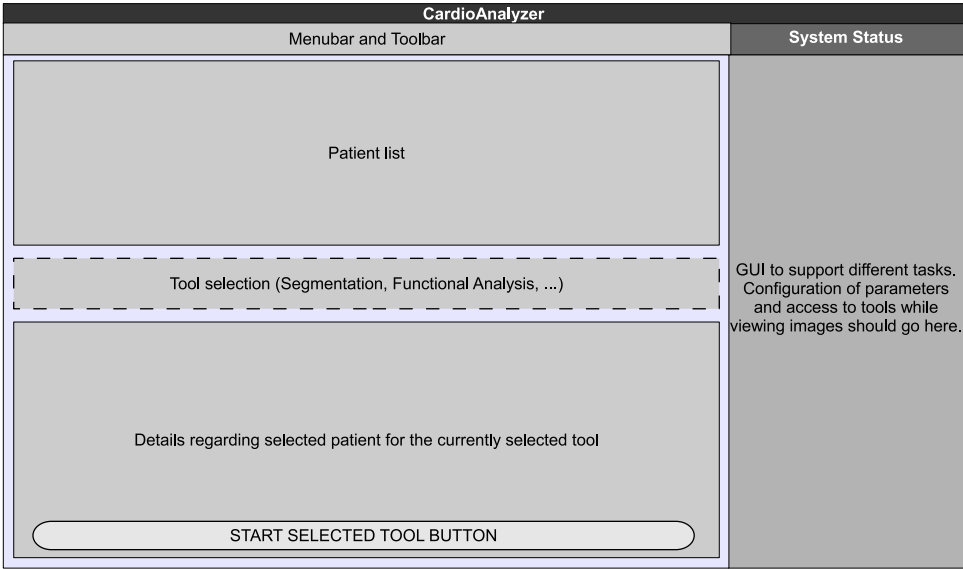 CardioAnalyzer
Menubar and Toolbar
System Status
Patient list
Tool selection (Segmentation, Functional Analysis, ...)
GUI to support different tasks.
Configuration of parameters
and access to tools while
viewing images should go here.
Details regarding selected patient for the currently selected tool
START SELECTED TOOL BUTTON